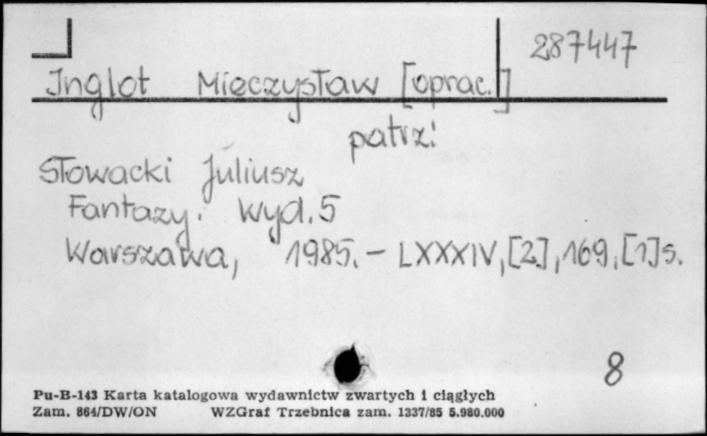 287447
Inglot Mieczysław [oprac.]
patrz:
Słowacki Juliusz
Fantazy. Wyd. 5
Warszawa, 1985. - LXXXIV, [2], 169, [1] s.
8
Pu-B-143 Karta katalogowa wydawnictw zwartych i ciągłych
Zam. 864/DW/ON WZGraf Trzebnica zam. 1337/85 5.980.000